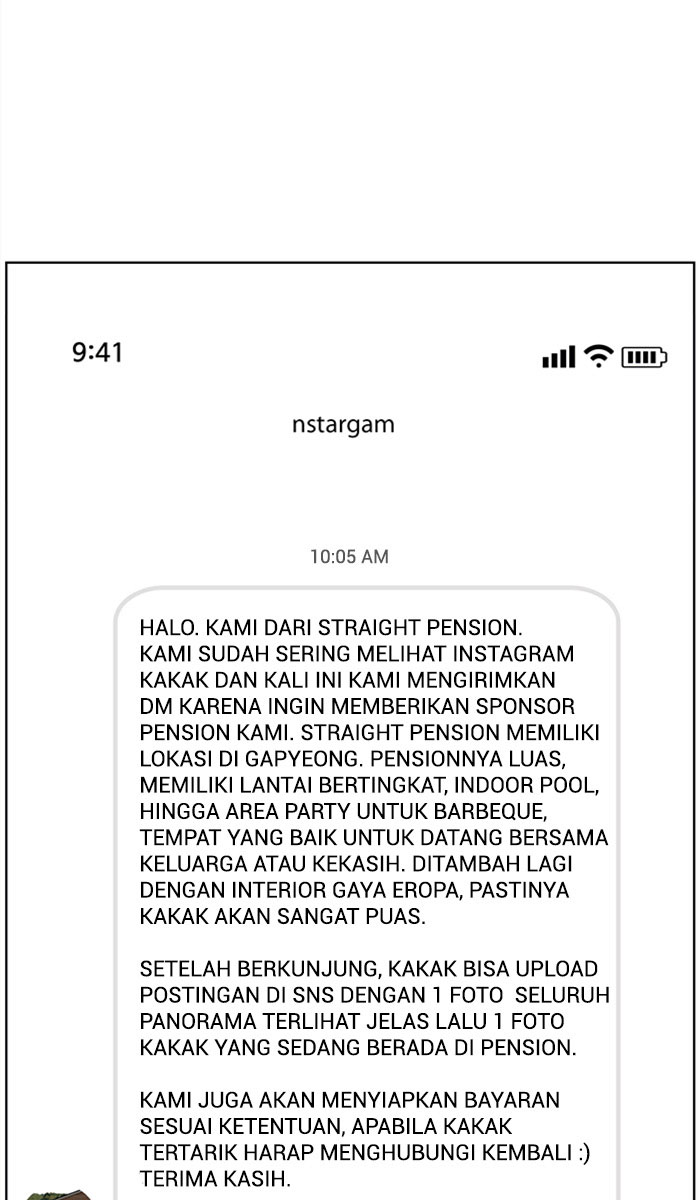 9:41
nstargam
10:05 AM
HALO. KAMI DARI STRAIGHT PENSION.
KAMI SUDAH SERING MELIHAT INSTAGRAM
KAKAK DAN KALI INI KAMI MENGIRIMKAN
DM KARENA INGIN MEMBERIKAN SPONSOR
PENSION KAMI. STRAIGHT PENSION MEMILIKI
LOKASI DI GAPYEONG. PENSIONNYA LUAS,
MEMILIKI LANTAI BERTINGKAT, INDOOR POOL,
HINGGA AREA PARTY UNTUK BARBEQUE,
TEMPAT YANG BAIK UNTUK DATANG BERSAMA
KELUARGA ATAU KEKASIH. DITAMBAH LAGI
DENGAN INTERIOR GAYA EROPA, PASTINYA
KAKAK AKAN SANGAT PUAS.
SETELAH BERKUNJUNG, KAKAK BISA UPLOAD
POSTINGAN DI SNS DENGAN 1 FOTO  SELURUH
PANORAMA TERLIHAT JELAS LALU 1 FOTO
KAKAK YANG SEDANG BERADA DI PENSION.
KAMI JUGA AKAN MENYIAPKAN BAYARAN
SESUAI KETENTUAN, APABILA KAKAK
TERTARIK HARAP MENGHUBUNGI KEMBALI :)
TERIMA KASIH.